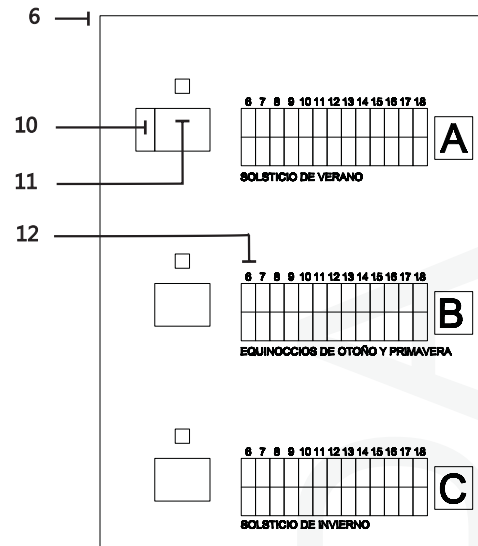 6
6 7 8 9 10 11 12 13 14 15 16 17 18
10
A
11
SOLSTICIO DE VERANO
12
6 7 8 9 10 11 12 13 14 15 16 17 18
B
EQUINOCCIOS DE OTOÑO Y PRIMAVERA
6 7 8 9 10 11 12 13 14 15 16 17 18
C
SOLSTICIO DE INVIERNO